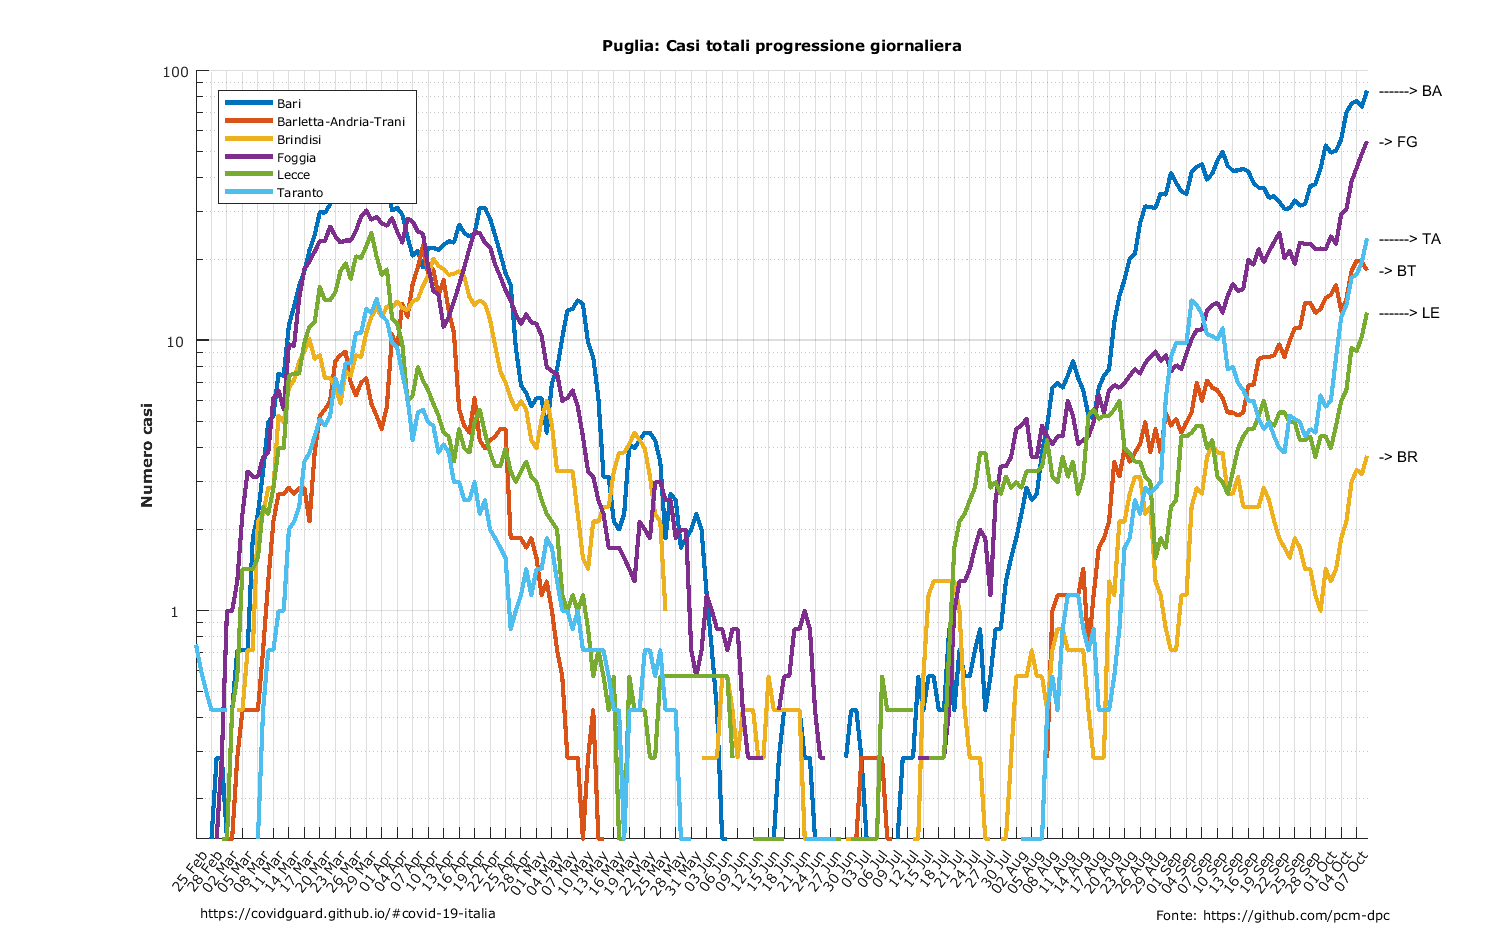 Puglia: Casi totali progressione giornaliera
100
10
1
Numero casi
Bari
Barletta-Andria-Trani
Brindisi
Foggia
Lecce
Taranto
------> BA
-> FG
------> TA
-> BT
------> LE
-> BR
25 Feb
28 Feb
02 Mar
05 Mar
08 Mar
11 Mar
14 Mar
17 Mar
20 Mar
23 Mar
26 Mar
29 Mar
01 Apr
04 Apr
07 Apr
10 Apr
13 Apr
16 Apr
19 Apr
22 Apr
25 Apr
28 Apr
01 May
04 May
07 May
10 May
13 May
16 May
19 May
22 May
25 May
28 May
31 May
03 Jun
06 Jun
09 Jun
12 Jun
15 Jun
18 Jun
21 Jun
24 Jun
27 Jun
30 Jun
03 Jul
06 Jul
09 Jul
12 Jul
15 Jul
18 Jul
21 Jul
24 Jul
27 Jul
30 Jul
02 Aug
05 Aug
08 Aug
11 Aug
14 Aug
17 Aug
20 Aug
23 Aug
26 Aug
29 Aug
01 Sep
04 Sep
07 Sep
10 Sep
13 Sep
16 Sep
19 Sep
22 Sep
25 Sep
28 Sep
01 Oct
04 Oct
07 Oct
https://covidguard.github.io/#covid-19-italia
Fonte: https://github.com/pcm-dpc